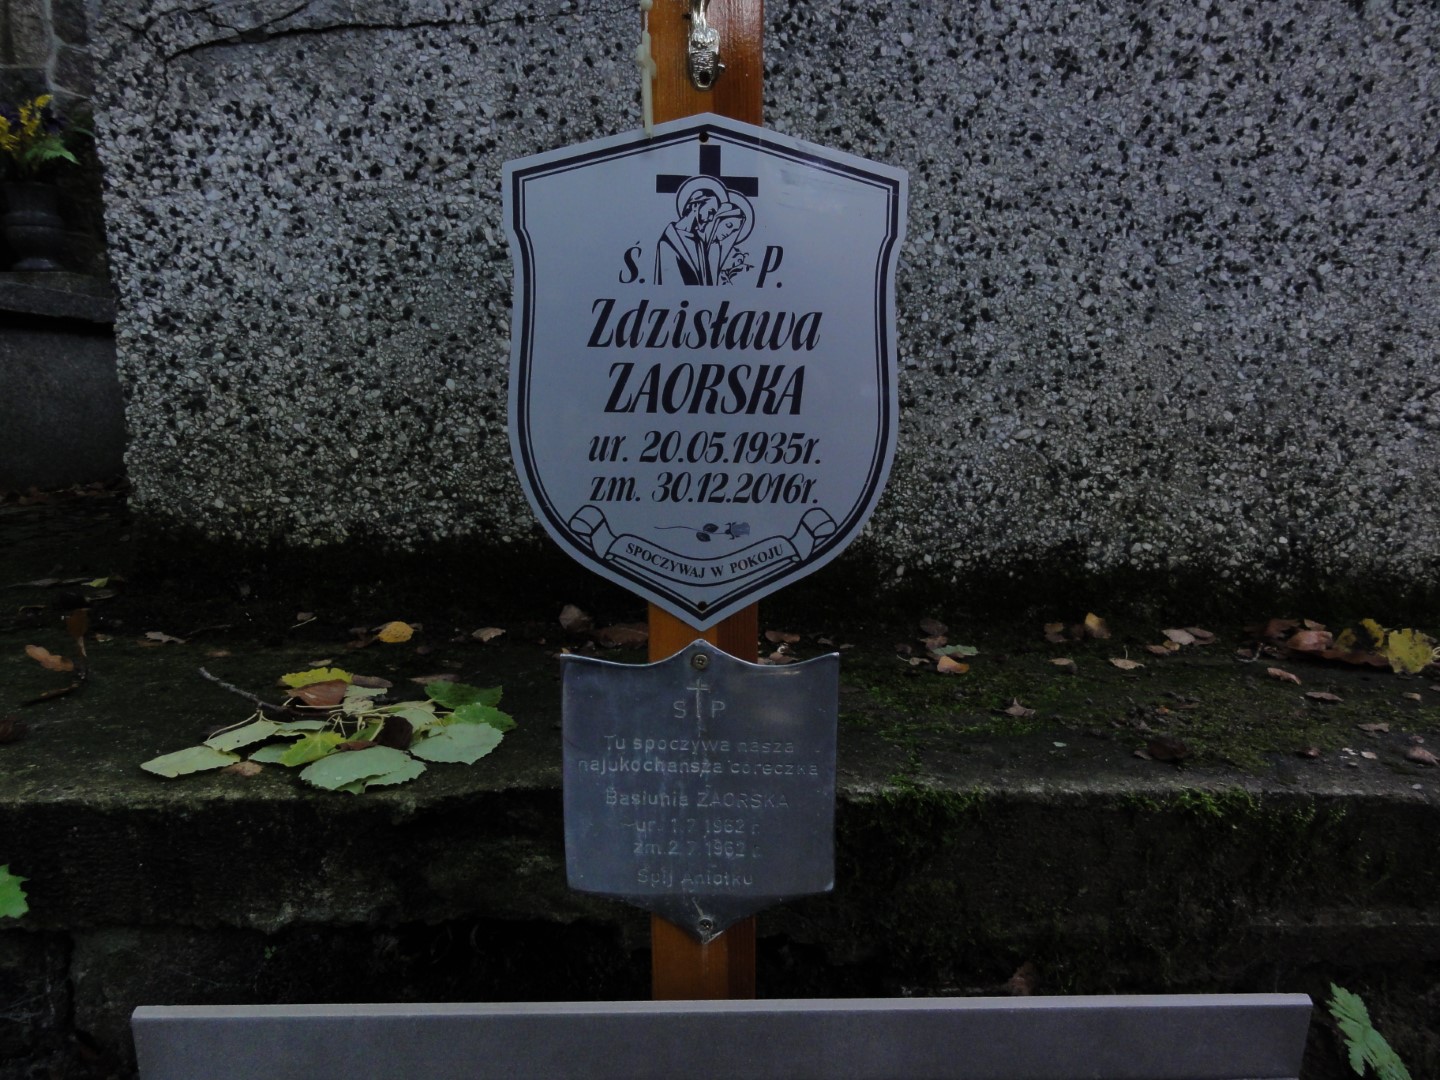 Ś. P.
Zdzisława
ZAORSKA
ur. 20.05.1935r.
zm. 30.12.2016r.
SPOCZYWAJ W POKOJU
S P
Tu spoczywa nasza
najukochańsza córeczka
Basiunia ZAORSKA
ur. 1.7.1962 r.
zm. 2.7.1962 r.
Śpij Aniołku